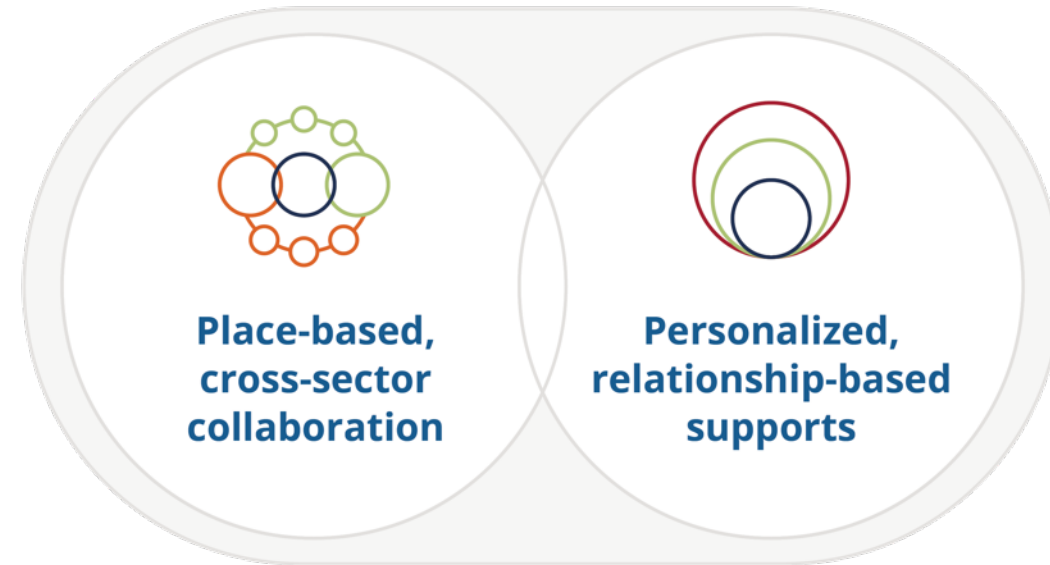 Place-based,
cross-sector
collaboration
Personalized,
relationship-based
supports